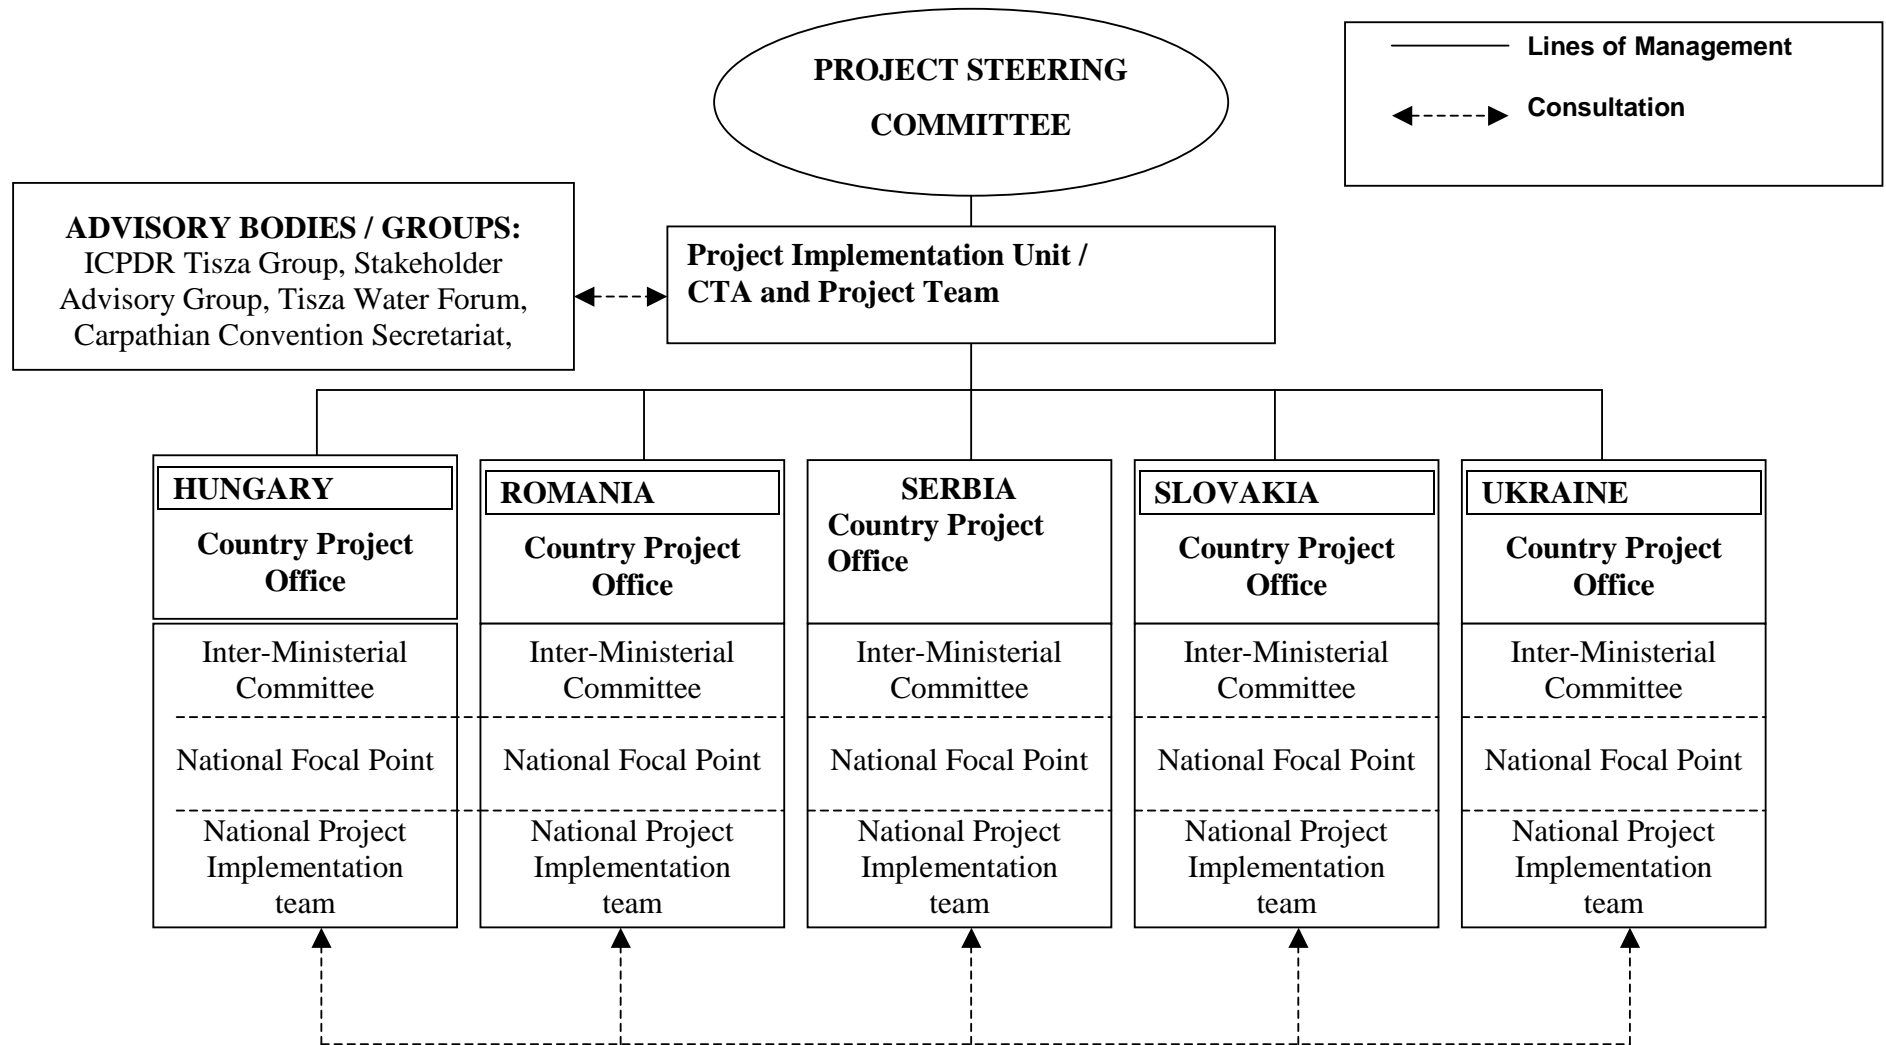 PROJECT STEERING
COMMITTEE
Lines of Management
Consultation
ADVISORY BODIES / GROUPS:
ICPDR Tisza Group, Stakeholder
Advisory Group, Tisza Water Forum,
Carpathian Convention Secretariat,
Project Implementation Unit /
CTA and Project Team
HUNGARY
Country Project
Office
Inter-Ministerial
Committee
National Focal Point
National Project
Implementation
team
ROMANIA
Country Project
Office
Inter-Ministerial
Committee
National Focal Point
National Project
Implementation
team
SERBIA
Country Project
Office
Inter-Ministerial
Committee
National Focal Point
National Project
Implementation
team
SLOVAKIA
Country Project
Office
Inter-Ministerial
Committee
National Focal Point
National Project
Implementation
team
UKRAINE
Country Project
Office
Inter-Ministerial
Committee
National Focal Point
National Project
Implementation
team